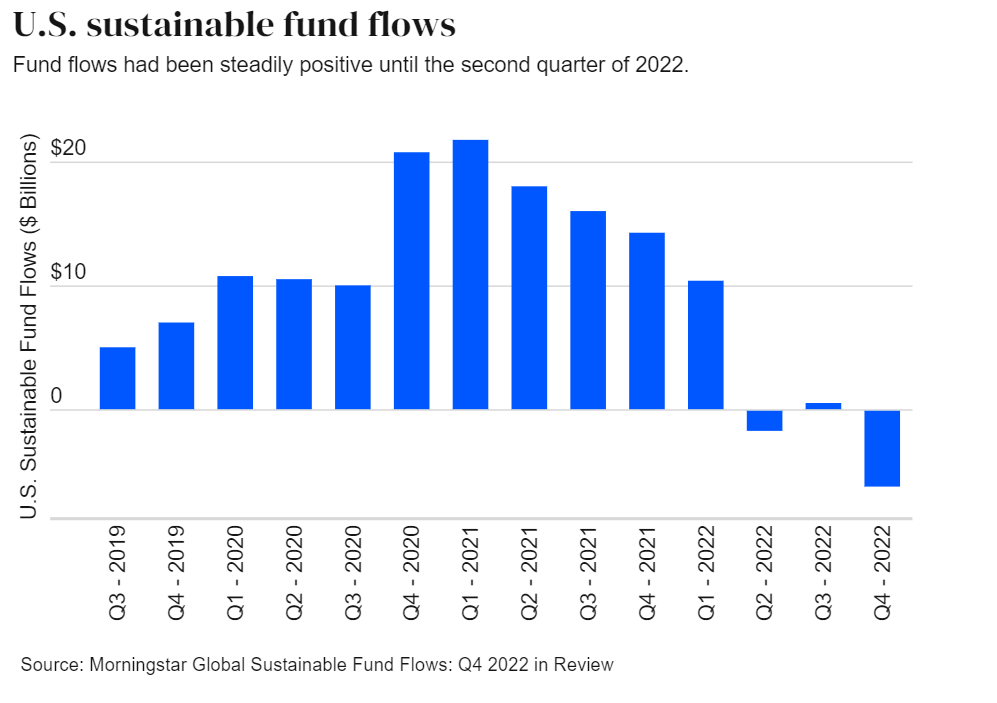 U.S. sustainable fund flows
Fund flows had been steadily positive until the second quarter of 2022.
U.S. Sustainable Fund Flows ($ Billions)
$20
$10
0
Q3 - 2019
Q4 - 2019
Q1 - 2020
Q2 - 2020
Q3 - 2020
Q4 - 2020
Q1 - 2021
Q2 - 2021
Q3 - 2021
Q4 - 2021
Q1 - 2022
Q2 - 2022
Q3 - 2022
Q4 - 2022
Source: Morningstar Global Sustainable Fund Flows: Q4 2022 in Review